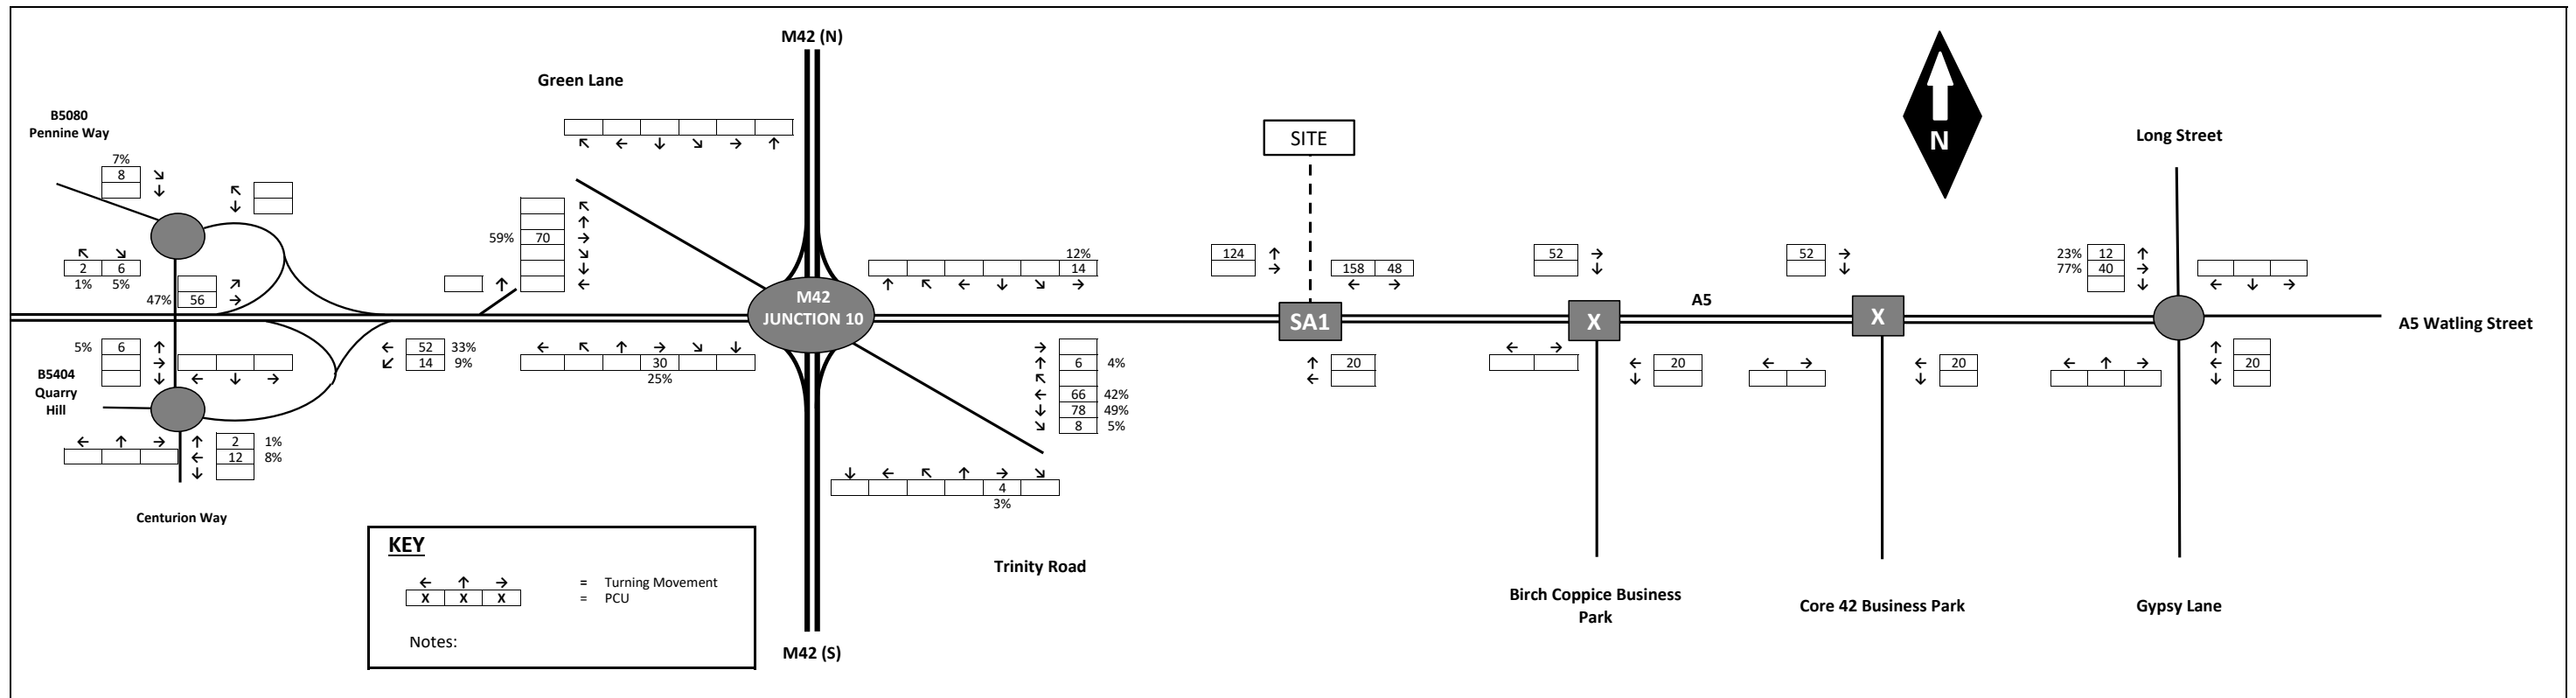 M42 (N)
Green Lane
B5080
Pennine Way
SITE
N
Long Street
7%
8
2 6
1% 5%
47% 56
59% 70
12%
14
124
158 48
52
52
23% 12
77% 40
M42
JUNCTION 10
SA1
X
A5
X
A5 Watling Street
5% 6
52 33%
14 9%
30
25%
6 4%
66 42%
78 49%
8 5%
20
20
20
20
B5404
Quarry
Hill
2 1%
12 8%
4
3%
Centurion Way
KEY
= Turning Movement
X X X = PCU
Notes:
Trinity Road
M42 (S)
Birch Coppice Business
Park
Core 42 Business Park
Gypsy Lane